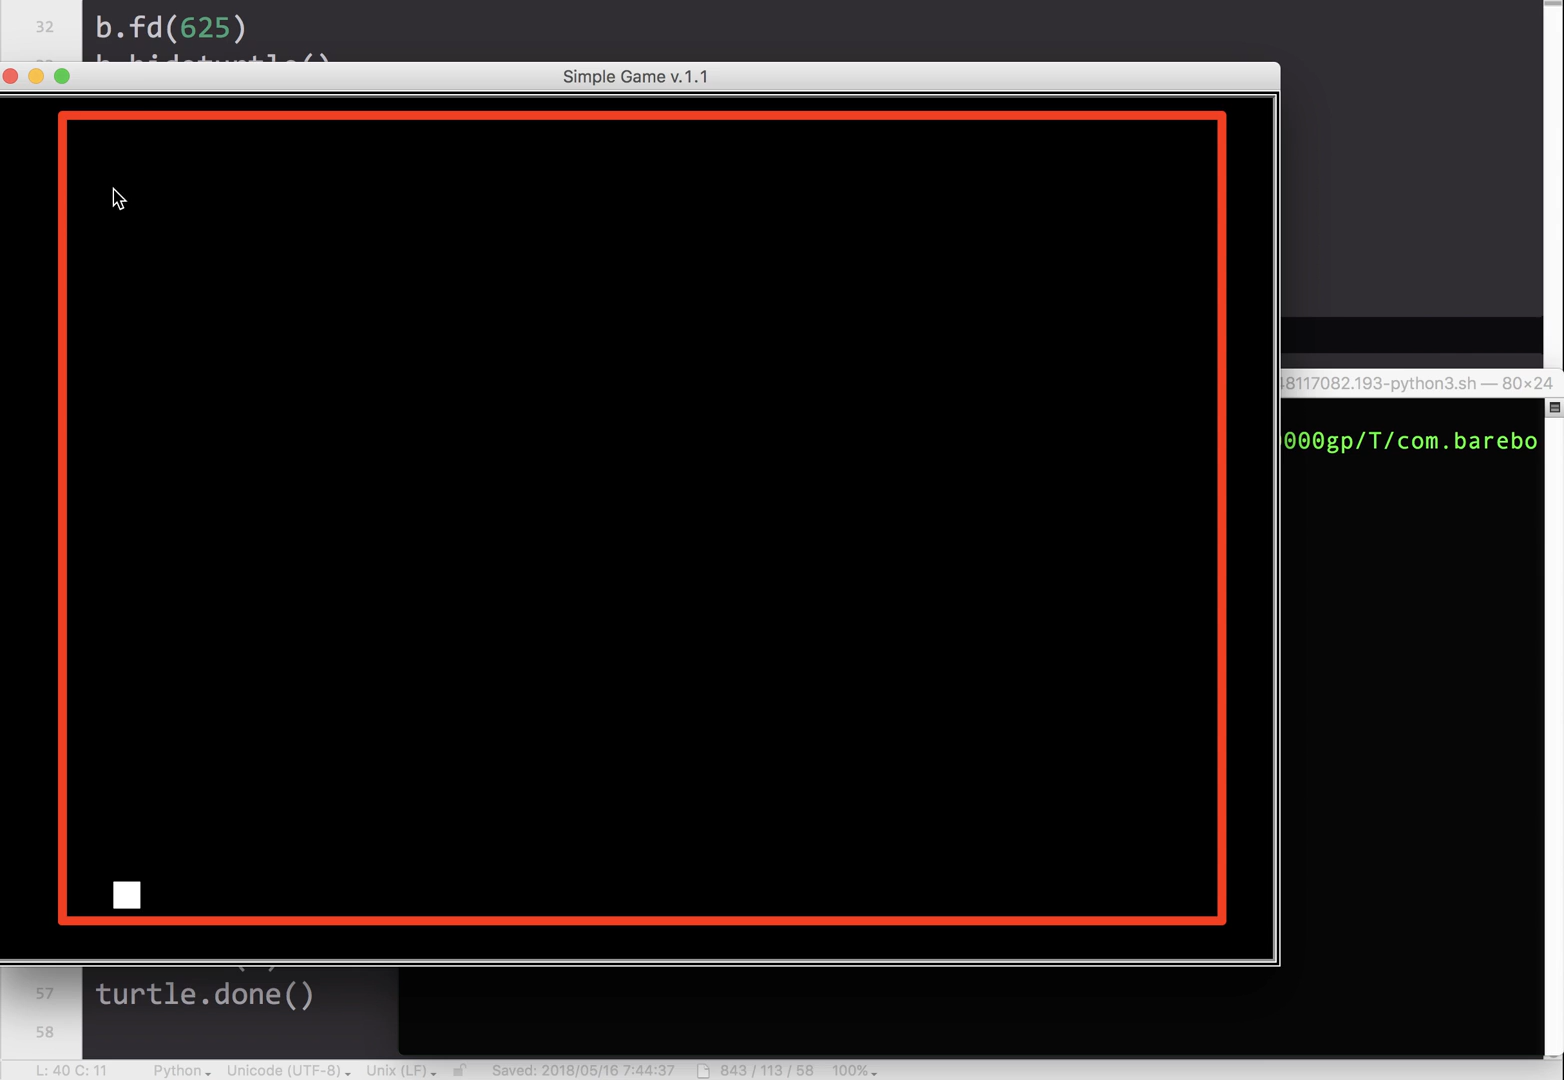 32
b.fd(625)
Simple Game v.1.1
48117082.193-python3.sh — 80×24
000gp/T/com.barebo
57
turtle.done()
58
L: 40 C: 11 Python Unicode (UTF-8) Unix (LF) Saved: 2018/05/16 7:44:37 843 / 113 / 58 100%